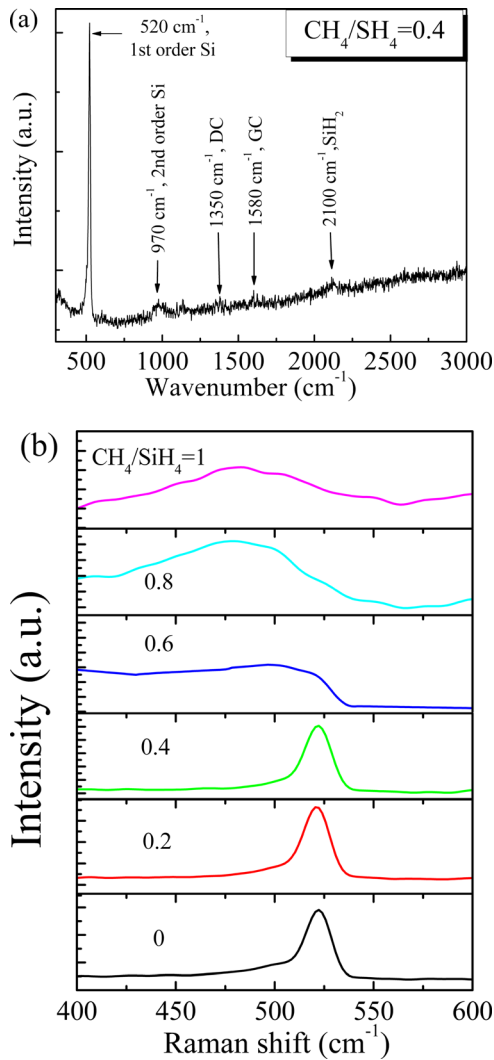 (a)
520 cm⁻¹,
1st order Si
CH₄/SH₄=0.4
970 cm⁻¹, 2nd order Si
1350 cm⁻¹, DC
1580 cm⁻¹, GC
2100 cm⁻¹,SiH₂
Intensity (a.u.)
500 1000 1500 2000 2500 3000
Wavenumber (cm⁻¹)
(b)
CH₄/SiH₄=1
0.8
0.6
0.4
0.2
0
Intensity (a.u.)
400 450 500 550 600
Raman shift (cm⁻¹)